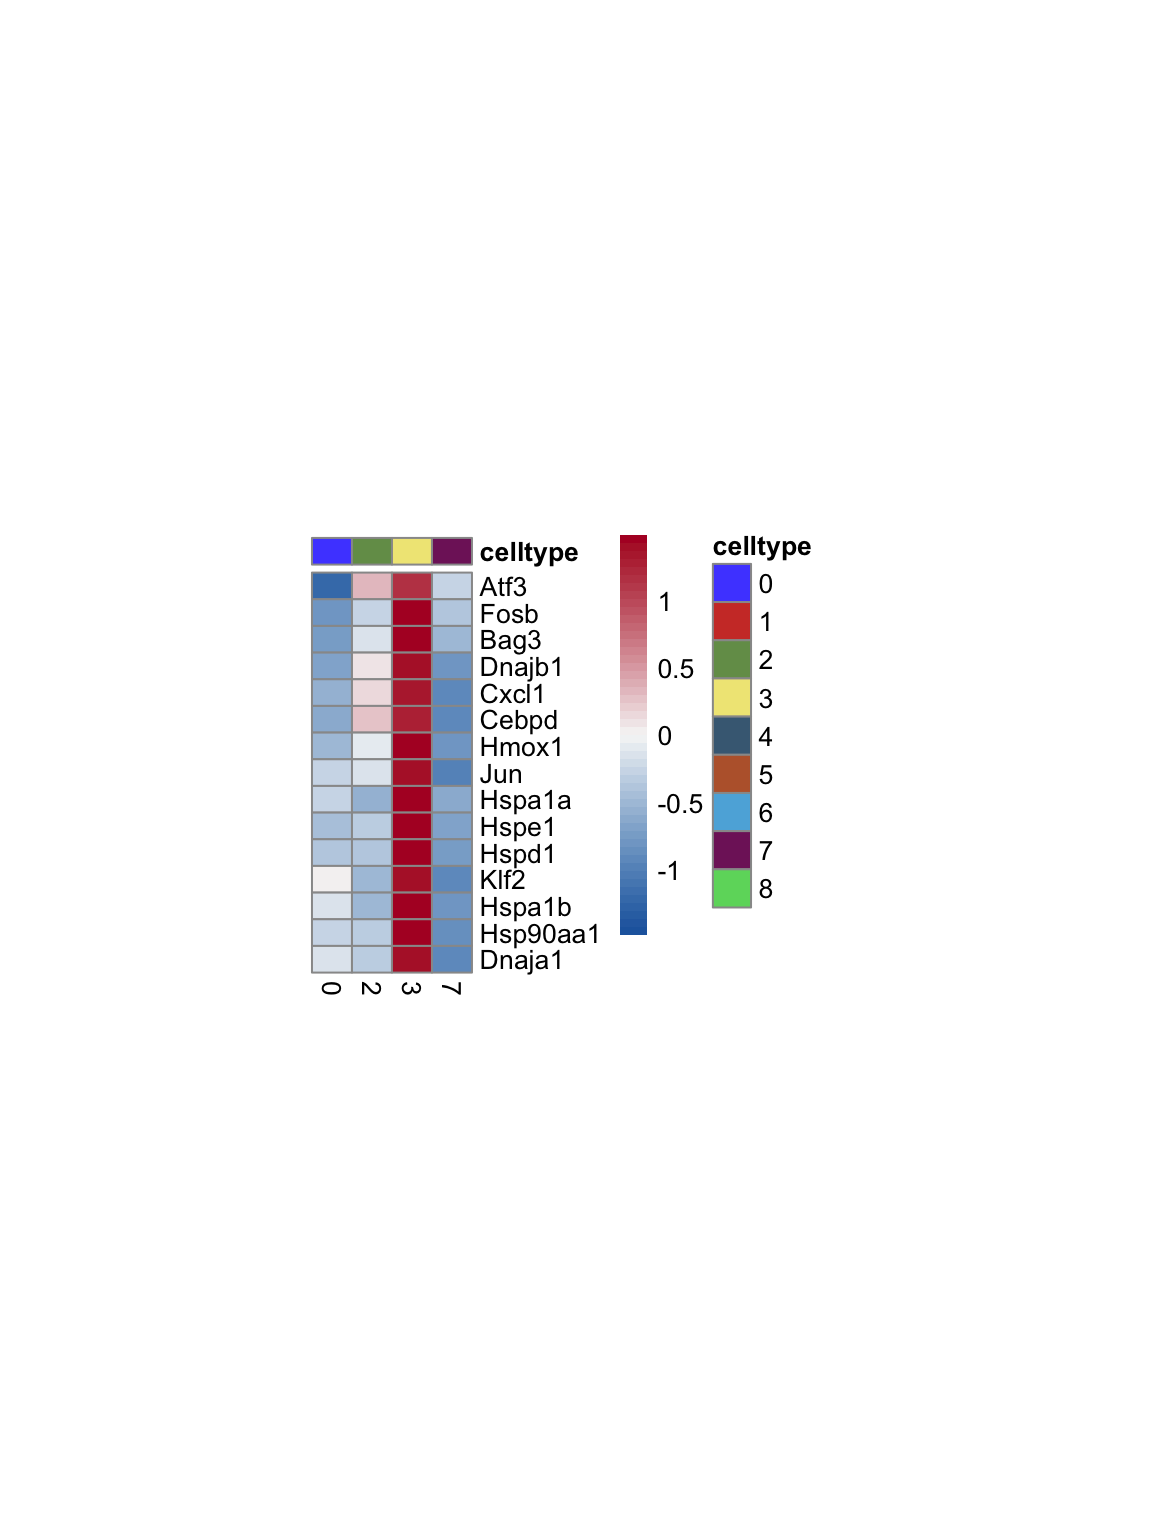 celltype
Atf3
Fosb
Bag3
Dnajb1
Cxcl1
Cebpd
Hmox1
Jun
Hspa1a
Hspe1
Hspd1
Klf2
Hspa1b
Hsp90aa1
Dnaja1
0 2 3 7
1
0.5
0
-0.5
-1
celltype
0
1
2
3
4
5
6
7
8